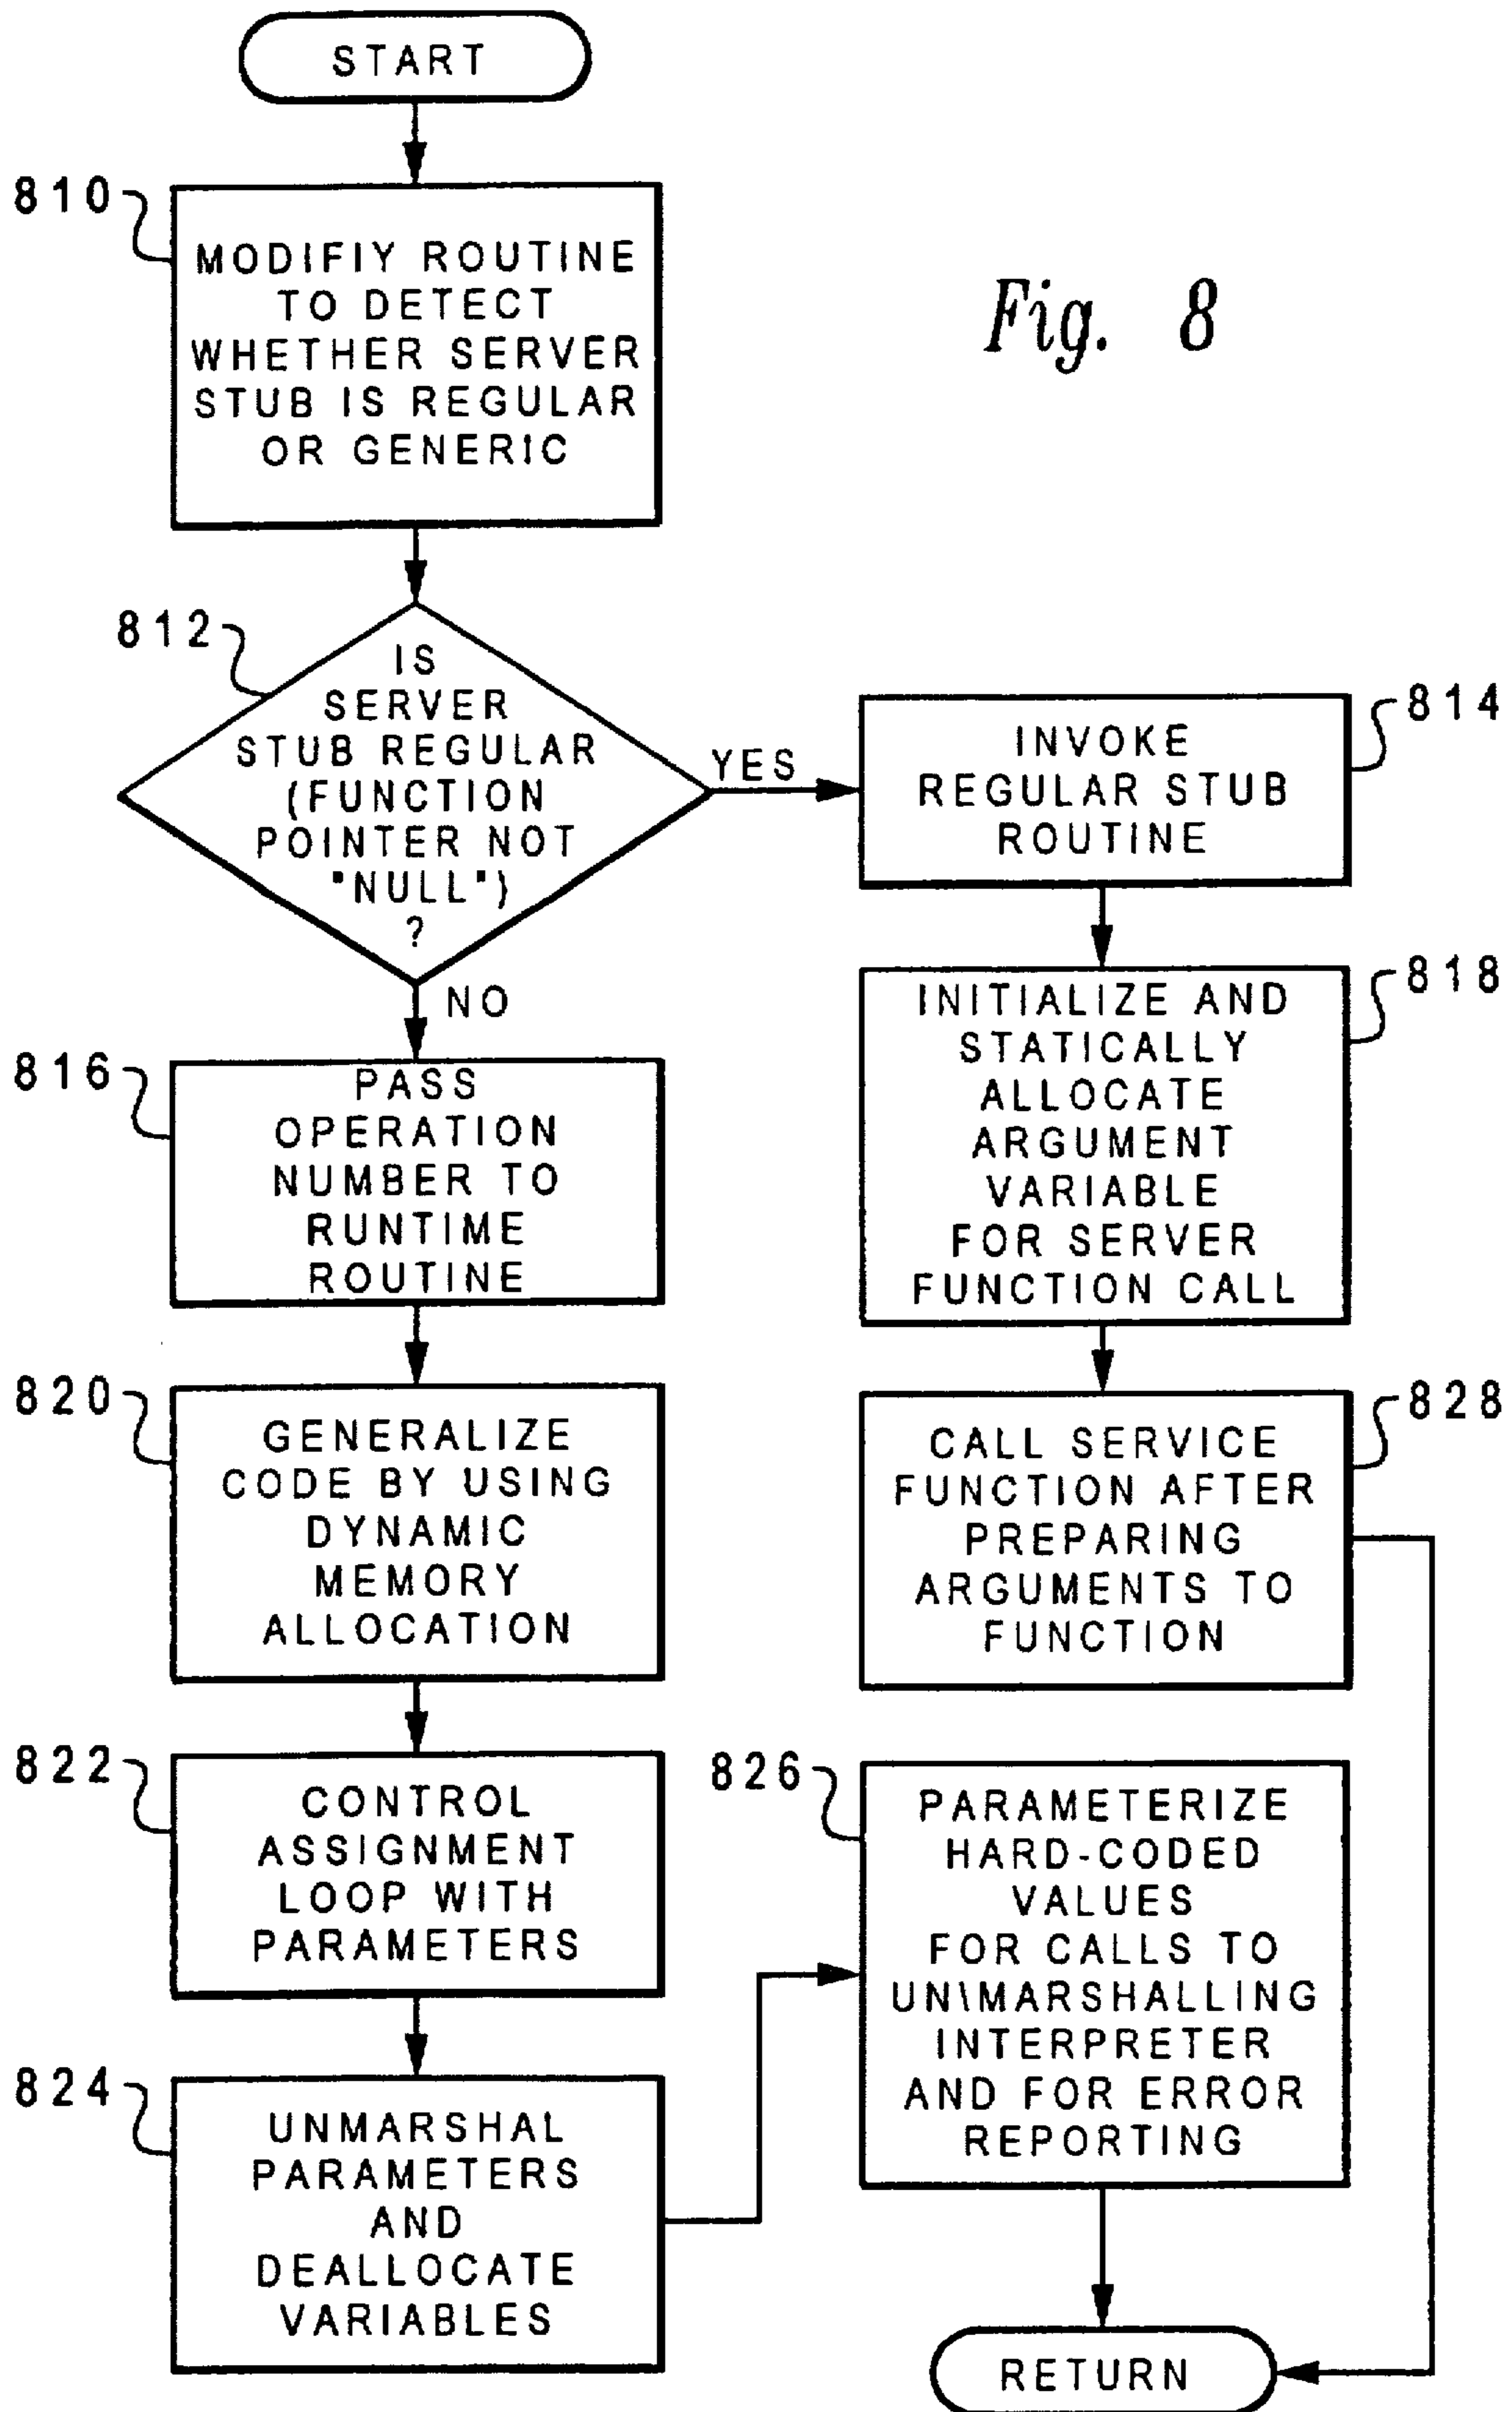 START
810
MODIFIY ROUTINE
TO DETECT
WHETHER SERVER
STUB IS REGULAR
OR GENERIC
Fig. 8
812
IS
SERVER
STUB REGULAR
(FUNCTION
POINTER NOT
"NULL")
?
YES
NO
814
INVOKE
REGULAR STUB
ROUTINE
816
PASS
OPERATION
NUMBER TO
RUNTIME
ROUTINE
818
INITIALIZE AND
STATICALLY
ALLOCATE
ARGUMENT
VARIABLE
FOR SERVER
FUNCTION CALL
820
GENERALIZE
CODE BY USING
DYNAMIC
MEMORY
ALLOCATION
828
CALL SERVICE
FUNCTION AFTER
PREPARING
ARGUMENTS TO
FUNCTION
822
CONTROL
ASSIGNMENT
LOOP WITH
PARAMETERS
824
UNMARSHAL
PARAMETERS
AND
DEALLOCATE
VARIABLES
826
PARAMETERIZE
HARD-CODED
VALUES
FOR CALLS TO
UN\MARSHALLING
INTERPRETER
AND FOR ERROR
REPORTING
RETURN